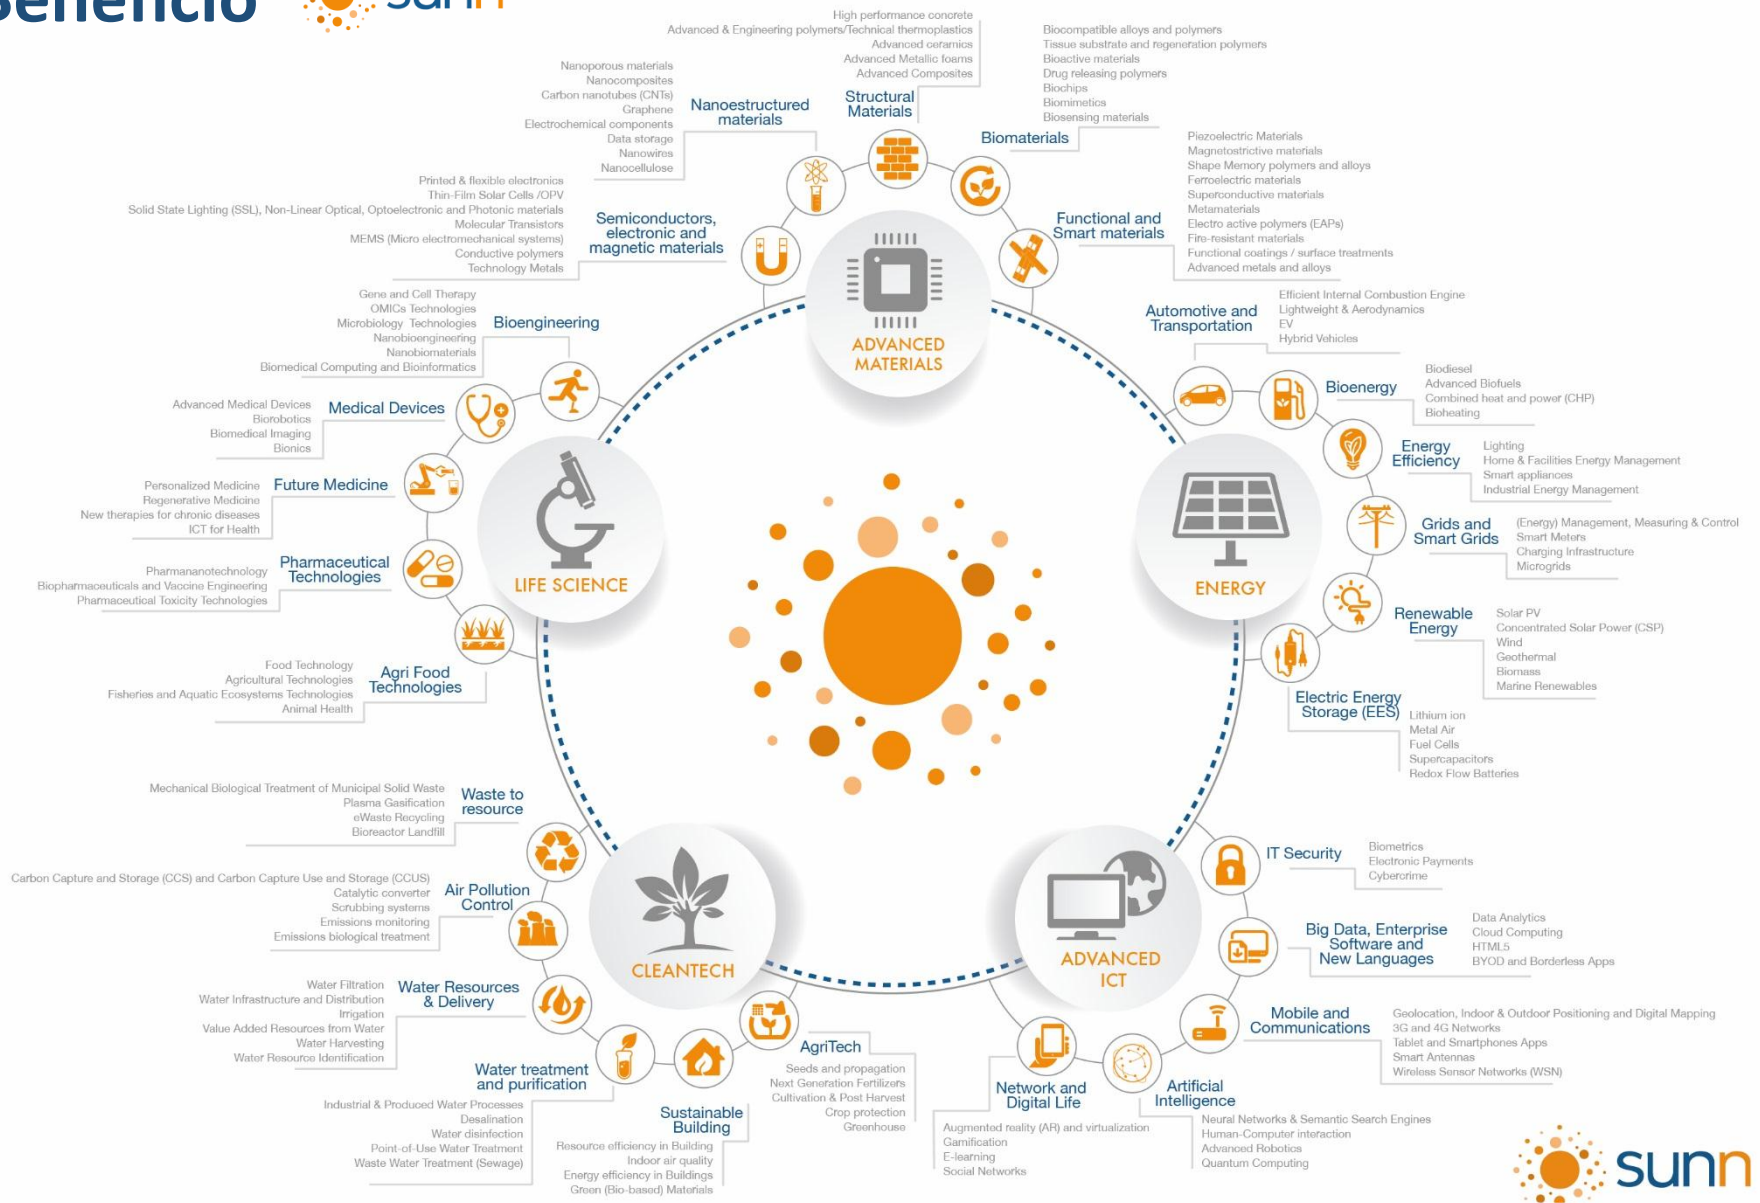 Beneficio
sunn
High performance concrete
Advanced & Engineering polymers/Technical thermoplastics
Advanced ceramics
Advanced Metallic foams
Advanced Composites
Structural
Materials
Biocompatible alloys and polymers
Tissue substrate and regeneration polymers
Bioactive materials
Drug releasing polymers
Biochips
Biomimetics
Biosensing materials
Biomaterials
Nanoporous materials
Nanocomposites
Carbon nanotubes (CNTs)
Graphene
Electrochemical components
Data storage
Nanowires
Nanocellulose
Nanoestructured
materials
Piezoelectric Materials
Magnetostrictive materials
Shape Memory polymers and alloys
Ferroelectric materials
Superconductive materials
Metamaterials
Electro active polymers (EAPs)
Fire-resistant materials
Functional coatings / surface treatments
Advanced metals and alloys
Functional and
Smart materials
Printed & flexible electronics
Thin-Film Solar Cells /OPV
Solid State Lighting (SSL), Non-Linear Optical, Optoelectronic and Photonic materials
Molecular Transistors
MEMS (Micro electromechanical systems)
Conductive polymers
Technology Metals
Semiconductors,
electronic and
magnetic materials
ADVANCED
MATERIALS
Gene and Cell Therapy
OMICs Technologies
Microbiology Technologies
Nanobioengineering
Nanobiomaterials
Biomedical Computing and Bioinformatics
Bioengineering
Automotive and
Transportation
Efficient Internal Combustion Engine
Lightweight & Aerodynamics
EV
Hybrid Vehicles
Bioenergy
Biodiesel
Advanced Biofuels
Combined heat and power (CHP)
Bioheating
Advanced Medical Devices
Biorobotics
Biomedical Imaging
Bionics
Medical Devices
Energy
Efficiency
Lighting
Home & Facilities Energy Management
Smart appliances
Industrial Energy Management
Personalized Medicine
Regenerative Medicine
New therapies for chronic diseases
ICT for Health
Future Medicine
Grids and
Smart Grids
(Energy) Management, Measuring & Control
Smart Meters
Charging Infrastructure
Microgrids
LIFE SCIENCE
ENERGY
Pharmananotechnology
Biopharmaceuticals and Vaccine Engineering
Pharmaceutical Toxicity Technologies
Pharmaceutical
Technologies
Renewable
Energy
Solar PV
Concentrated Solar Power (CSP)
Wind
Geothermal
Biomass
Marine Renewables
Food Technology
Agricultural Technologies
Fisheries and Aquatic Ecosystems Technologies
Animal Health
Agri Food
Technologies
Electric Energy
Storage (EES)
Lithium ion
Metal Air
Fuel Cells
Supercapacitors
Redox Flow Batteries
Mechanical Biological Treatment of Municipal Solid Waste
Plasma Gasification
eWaste Recycling
Bioreactor Landfill
Waste to
resource
IT Security
Biometrics
Electronic Payments
Cybercrime
Carbon Capture and Storage (CCS) and Carbon Capture Use and Storage (CCUS)
Catalytic converter
Scrubbing systems
Emissions monitoring
Emissions biological treatment
Air Pollution
Control
Big Data, Enterprise
Software and
New Languages
Data Analytics
Cloud Computing
HTML5
BYOD and Borderless Apps
CLEANTECH
ADVANCED
ICT
Water Filtration
Water Infrastructure and Distribution
Irrigation
Value Added Resources from Water
Water Harvesting
Water Resource Identification
Water Resources
& Delivery
Mobile and
Communications
Geolocation, Indoor & Outdoor Positioning and Digital Mapping
3G and 4G Networks
Tablet and Smartphones Apps
Smart Antennas
Wireless Sensor Networks (WSN)
Water treatment
and purification
Industrial & Produced Water Processes
Desalination
Water disinfection
Point-of-Use Water Treatment
Waste Water Treatment (Sewage)
Sustainable
Building
Resource efficiency in Building
Indoor air quality
Energy efficiency in Buildings
Green (Bio-based) Materials
AgriTech
Seeds and propagation
Next Generation Fertilizers
Cultivation & Post Harvest
Crop protection
Greenhouse
Network and
Digital Life
Augmented reality (AR) and virtualization
Gamification
E-learning
Social Networks
Artificial
Intelligence
Neural Networks & Semantic Search Engines
Human-Computer interaction
Advanced Robotics
Quantum Computing
sunn